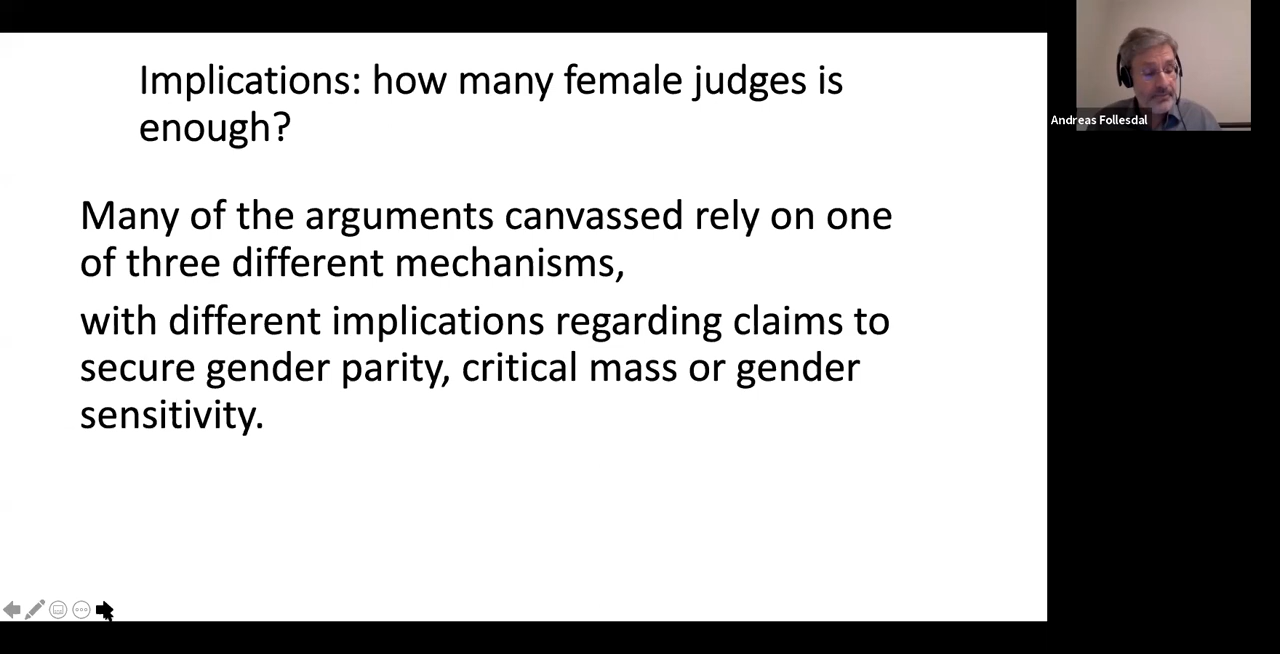 Implications: how many female judges is
enough?
Many of the arguments canvassed rely on one
of three different mechanisms,
with different implications regarding claims to
secure gender parity, critical mass or gender
sensitivity.
Andreas Follesdal